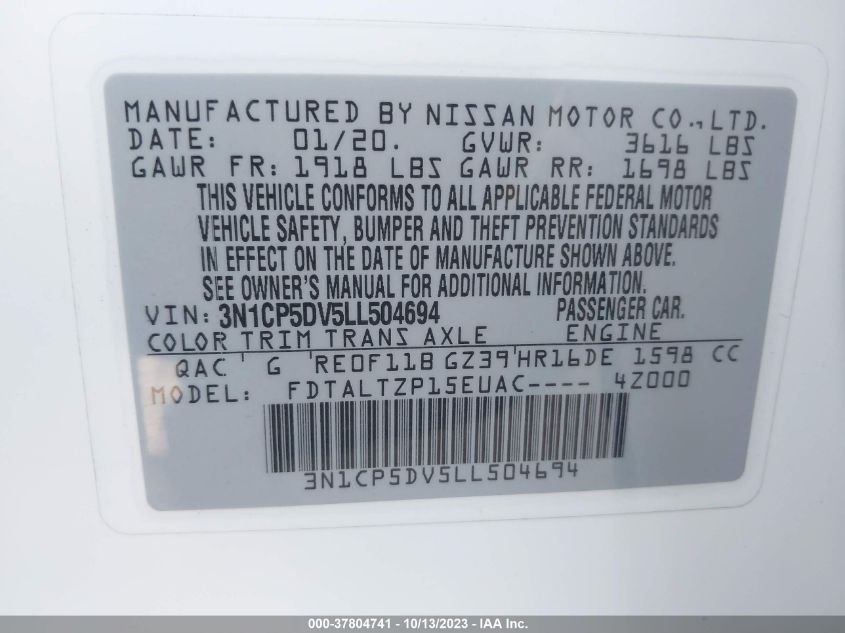 MANUFACTURED BY NISSAN MOTOR CO.,LTD.
DATE: 01/20. GVWR: 3616 LBS
GAWR FR: 1918 LBS GAWR RR: 1698 LBS
THIS VEHICLE CONFORMS TO ALL APPLICABLE FEDERAL MOTOR
VEHICLE SAFETY, BUMPER AND THEFT PREVENTION STANDARDS
IN EFFECT ON THE DATE OF MANUFACTURE SHOWN ABOVE.
SEE OWNER'S MANUAL FOR ADDITIONAL INFORMATION.
VIN: 3N1CP5DV5LL504694 PASSENGER CAR.
COLOR TRIM TRANS AXLE ENGINE
QAC G RE0F11B GZ39 HR16DE 1598 CC
MODEL: FDTALTZP15EUAC---- 4Z000
3N1CP5DV5LL504694
000-37804741 - 10/13/2023 - IAA Inc.